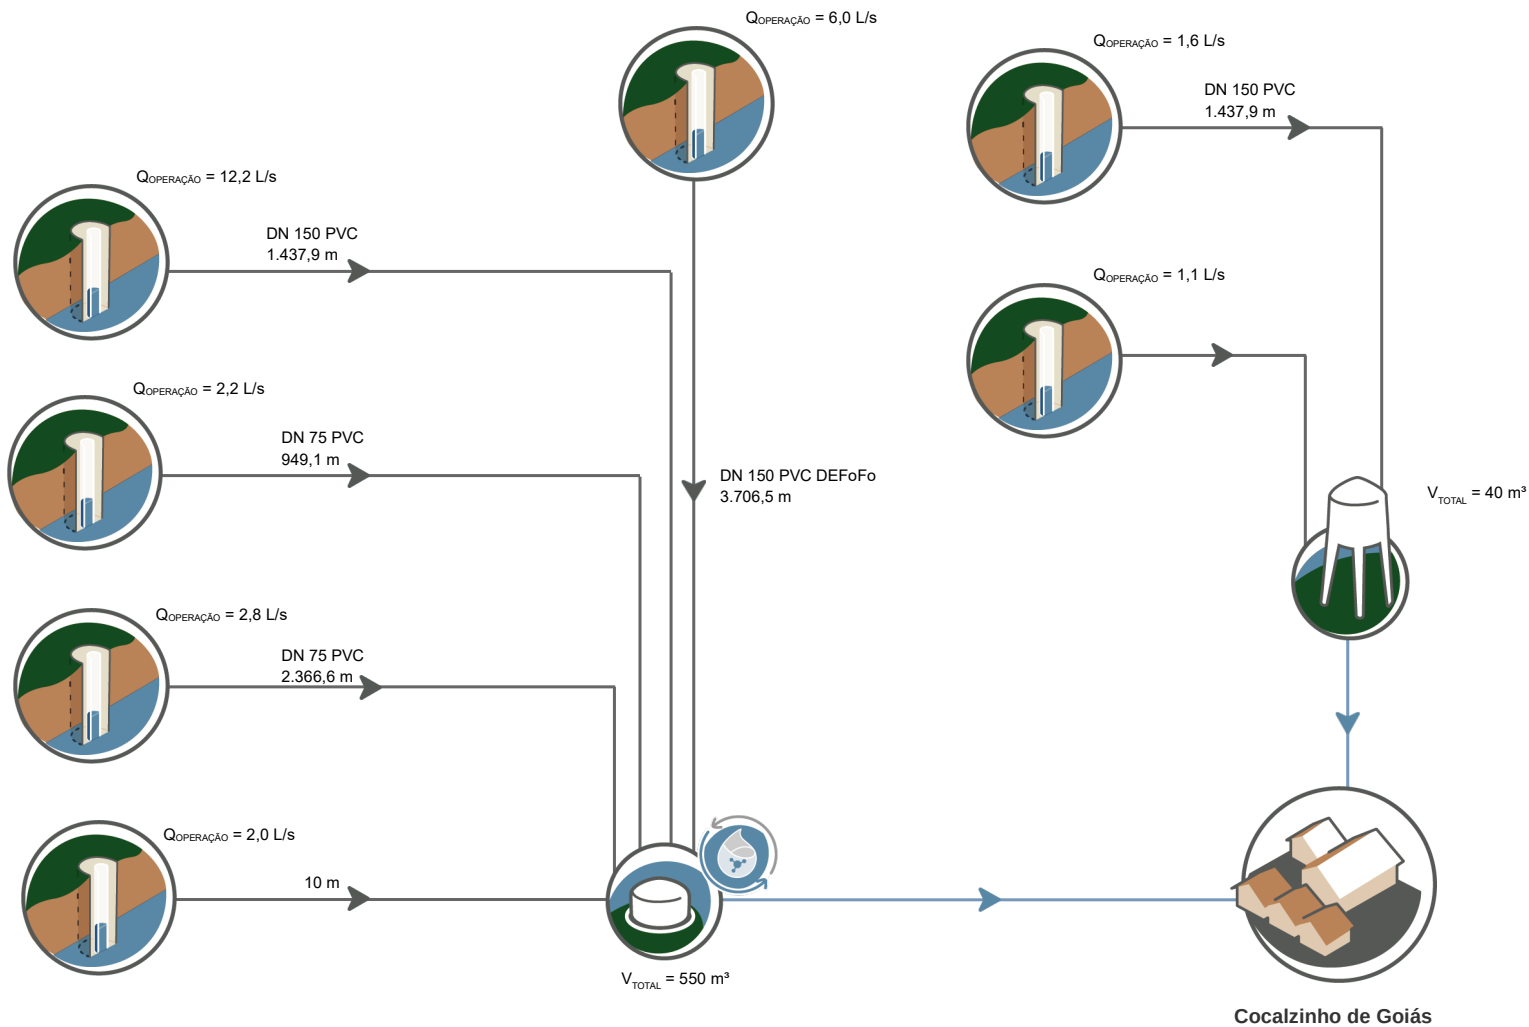 QOPERAÇÃO = 6,0 L/s
QOPERAÇÃO = 1,6 L/s
DN 150 PVC
1.437,9 m
QOPERAÇÃO = 12,2 L/s
DN 150 PVC
1.437,9 m
QOPERAÇÃO = 1,1 L/s
QOPERAÇÃO = 2,2 L/s
DN 75 PVC
949,1 m
DN 150 PVC DEFoFo
3.706,5 m
VTOTAL = 40 m³
QOPERAÇÃO = 2,8 L/s
DN 75 PVC
2.366,6 m
QOPERAÇÃO = 2,0 L/s
10 m
VTOTAL = 550 m³
Cocalzinho de Goiás